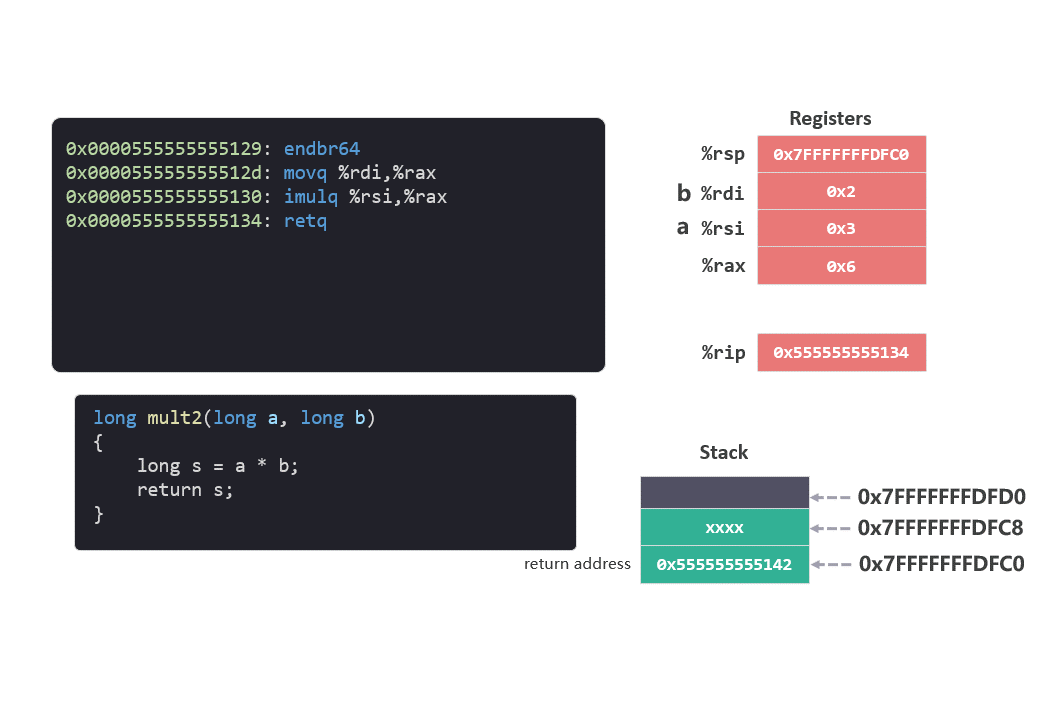 0x0000555555555129: endbr64
0x000055555555512d: movq %rdi,%rax
0x0000555555555130: imulq %rsi,%rax
0x0000555555555134: retq
long mult2(long a, long b)
{
    long s = a * b;
    return s;
}
Registers
%rsp 0x7FFFFFFFDFC0
b %rdi 0x2
a %rsi 0x3
%rax 0x6
%rip 0x555555555134
Stack
0x7FFFFFFFDFD0
xxxx 0x7FFFFFFFDFC8
return address 0x555555555142 0x7FFFFFFFDFC0